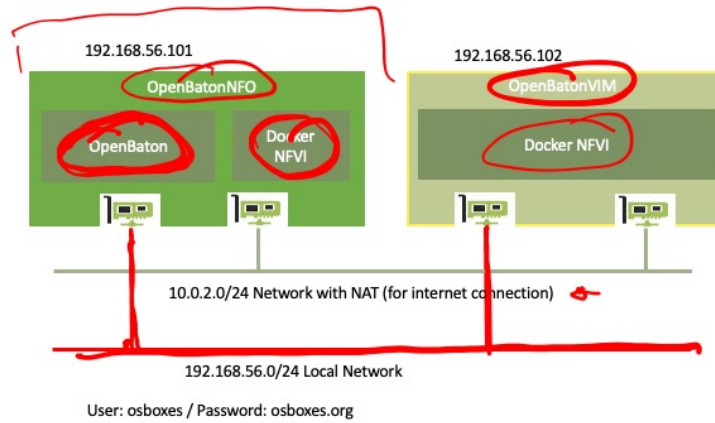 192.168.56.101
192.168.56.102
OpenBatonNFO
OpenBatonVIM
OpenBaton
Docker
NFVI
Docker NFVI
10.0.2.0/24 Network with NAT (for internet connection)
192.168.56.0/24 Local Network
User: osboxes / Password: osboxes.org